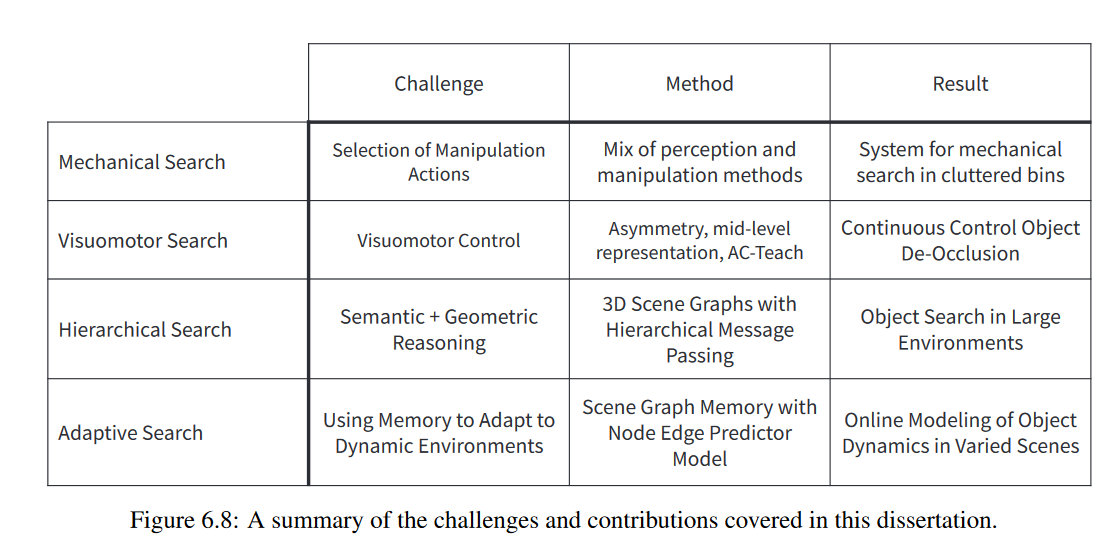 Challenge
Method
Result
Mechanical Search
Selection of Manipulation
Actions
Mix of perception and
manipulation methods
System for mechanical
search in cluttered bins
Visuomotor Search
Visuomotor Control
Asymmetry, mid-level
representation, AC-Teach
Continuous Control Object
De-Occlusion
Hierarchical Search
Semantic + Geometric
Reasoning
3D Scene Graphs with
Hierarchical Message
Passing
Object Search in Large
Environments
Adaptive Search
Using Memory to Adapt to
Dynamic Environments
Scene Graph Memory with
Node Edge Predictor
Model
Online Modeling of Object
Dynamics in Varied Scenes
Figure 6.8: A summary of the challenges and contributions covered in this dissertation.